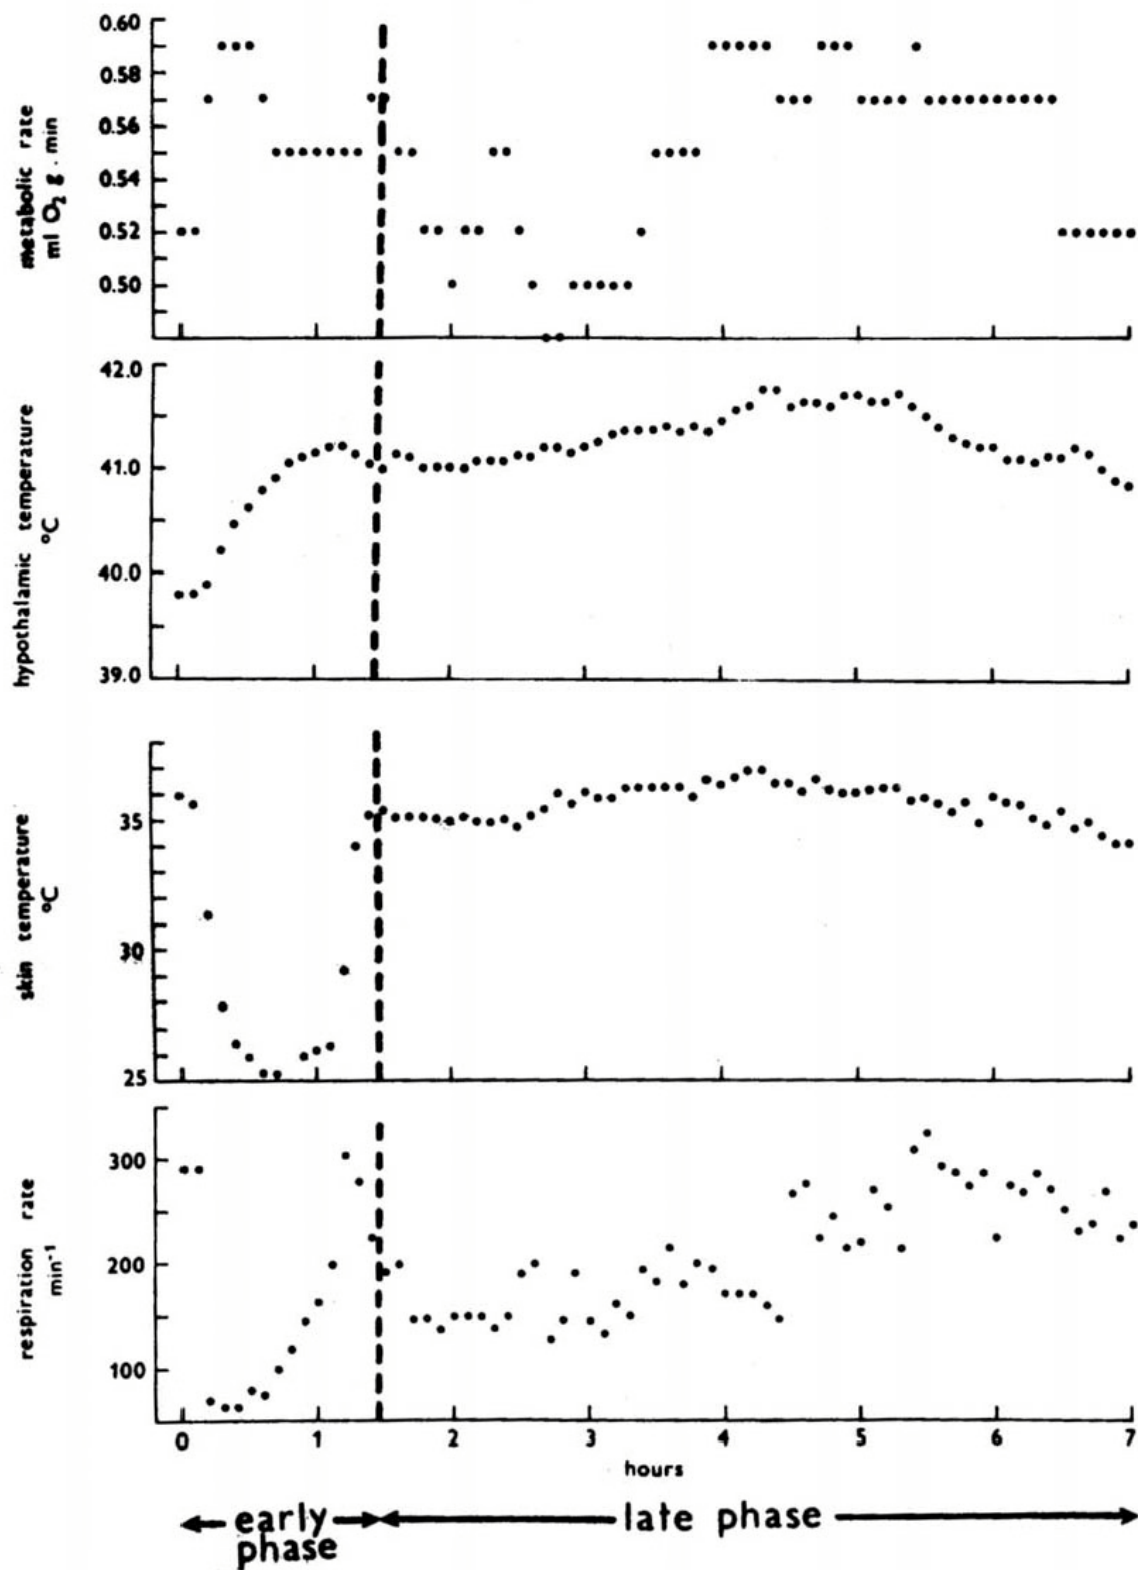 metabolic rate
ml O₂ g . min
0.60
0.58
0.56
0.54
0.52
0.50
hypothalamic temperature
°C
42.0
41.0
40.0
39.0
skin temperature
°C
35
30
25
respiration rate
min⁻¹
300
200
100
0 1 2 3 4 5 6 7
hours
early phase
late phase